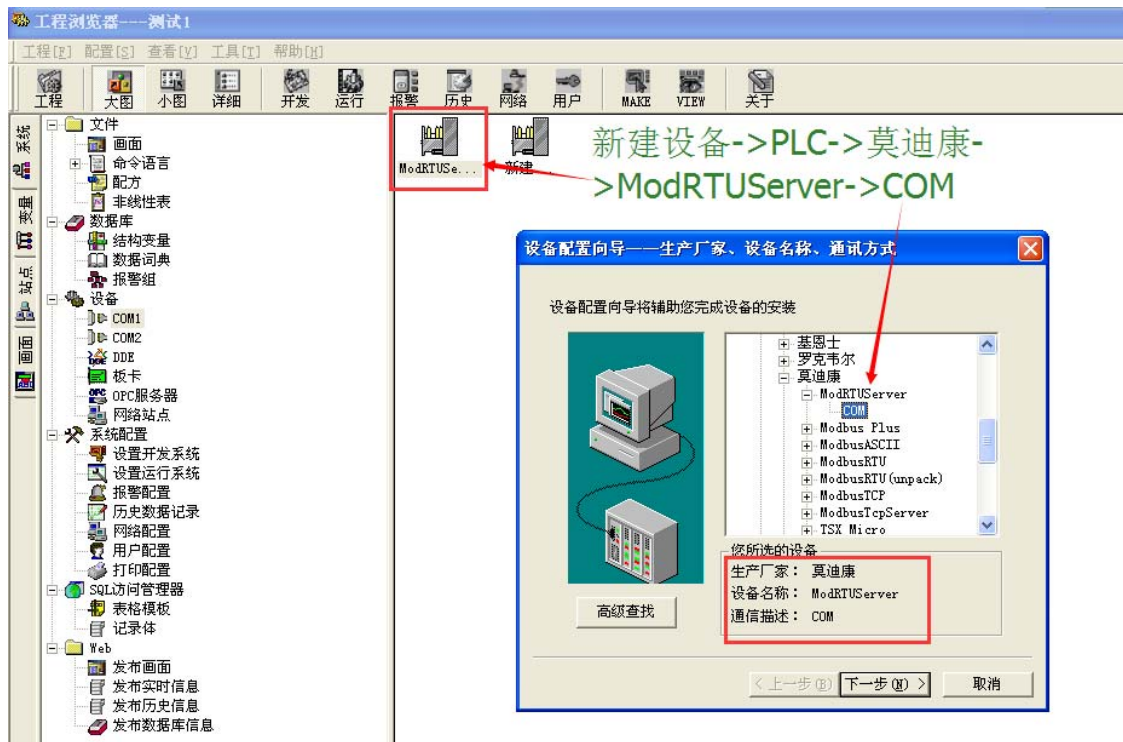 工程浏览器---测试1
工程[F] 配置[S] 查看[V] 工具[T] 帮助[H]
工程 大图 小图 详细 开发 运行 报警 历史 网络 用户 MAKE VIEW 关于
系统
变量
站点
画面
文件
画面
命令语言
配方
非线性表
数据库
结构变量
数据词典
报警组
设备
COM1
COM2
DDE
板卡
OPC服务器
网络站点
系统配置
设置开发系统
设置运行系统
报警配置
历史数据记录
网络配置
用户配置
打印配置
SQL访问管理器
表格模板
记录体
Web
发布画面
发布实时信息
发布历史信息
发布数据库信息
ModRTUSe... 新建...
新建设备->PLC->莫迪康-
>ModRTUServer->COM
设备配置向导——生产厂家、设备名称、通讯方式
设备配置向导将辅助您完成设备的安装
基恩士
罗克韦尔
莫迪康
ModRTUServer
COM
Modbus Plus
ModbusASCII
ModbusRTU
ModbusRTU(unpack)
ModbusTCP
ModbusTcpServer
TSX Micro
高级查找
您所选的设备
生产厂家: 莫迪康
设备名称: ModRTUServer
通信描述: COM
<上一步(B) 下一步(N)> 取消